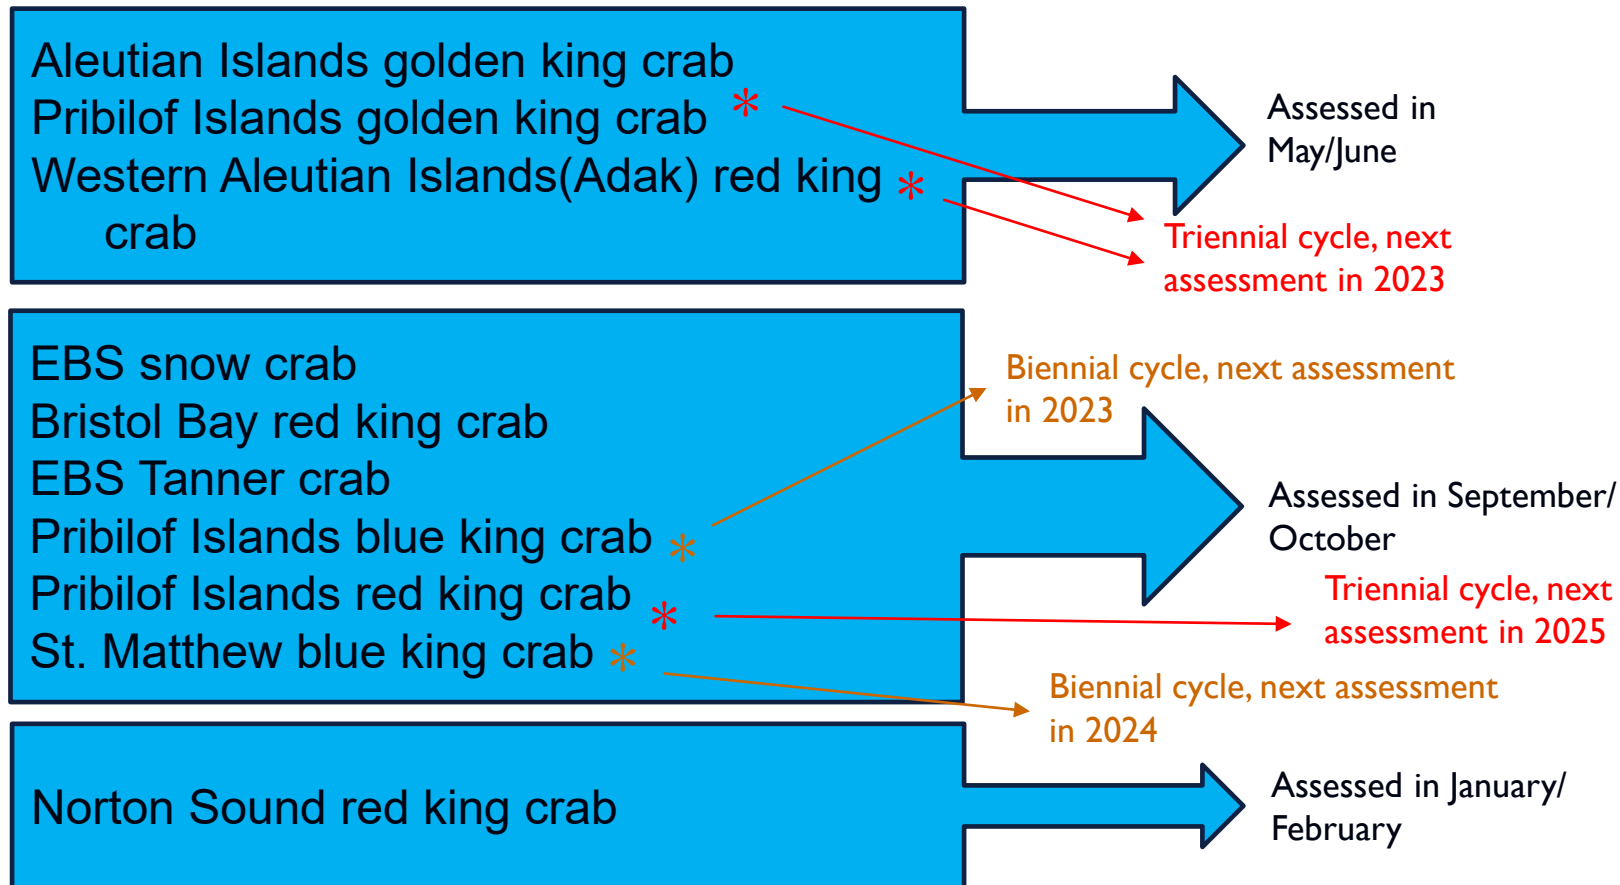 Aleutian Islands golden king crab
Pribilof Islands golden king crab *
Western Aleutian Islands(Adak) red king *
crab
Assessed in
May/June
Triennial cycle, next
assessment in 2023
EBS snow crab
Bristol Bay red king crab
EBS Tanner crab
Pribilof Islands blue king crab *
Pribilof Islands red king crab *
St. Matthew blue king crab *
Biennial cycle, next assessment
in 2023
Assessed in September/
October
Triennial cycle, next
assessment in 2025
Biennial cycle, next assessment
in 2024
Norton Sound red king crab
Assessed in January/
February